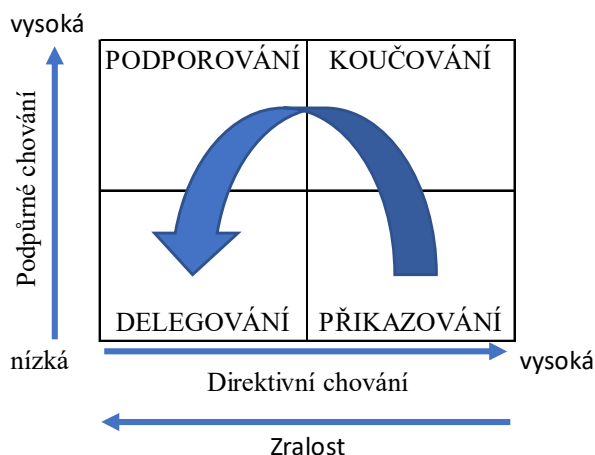 vysoká
PODPOROVÁNÍ
KOUČOVÁNÍ
Podpůrné chování
DELEGOVÁNÍ
PŘIKAZOVÁNÍ
nízká
vysoká
Direktivní chování
Zralost